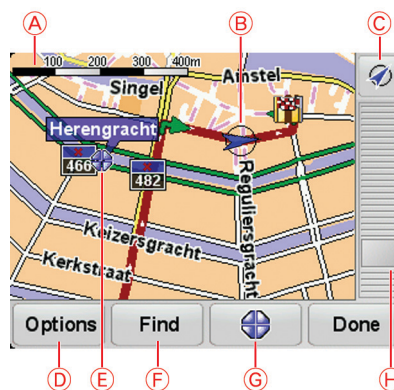 A
B
C
100 200 300 400m
Singel
Amstel
Herengracht
466
482
Reguliersgracht
Keizersgracht
Kerkstraat
Options
Find
Done
D
E
F
G
H